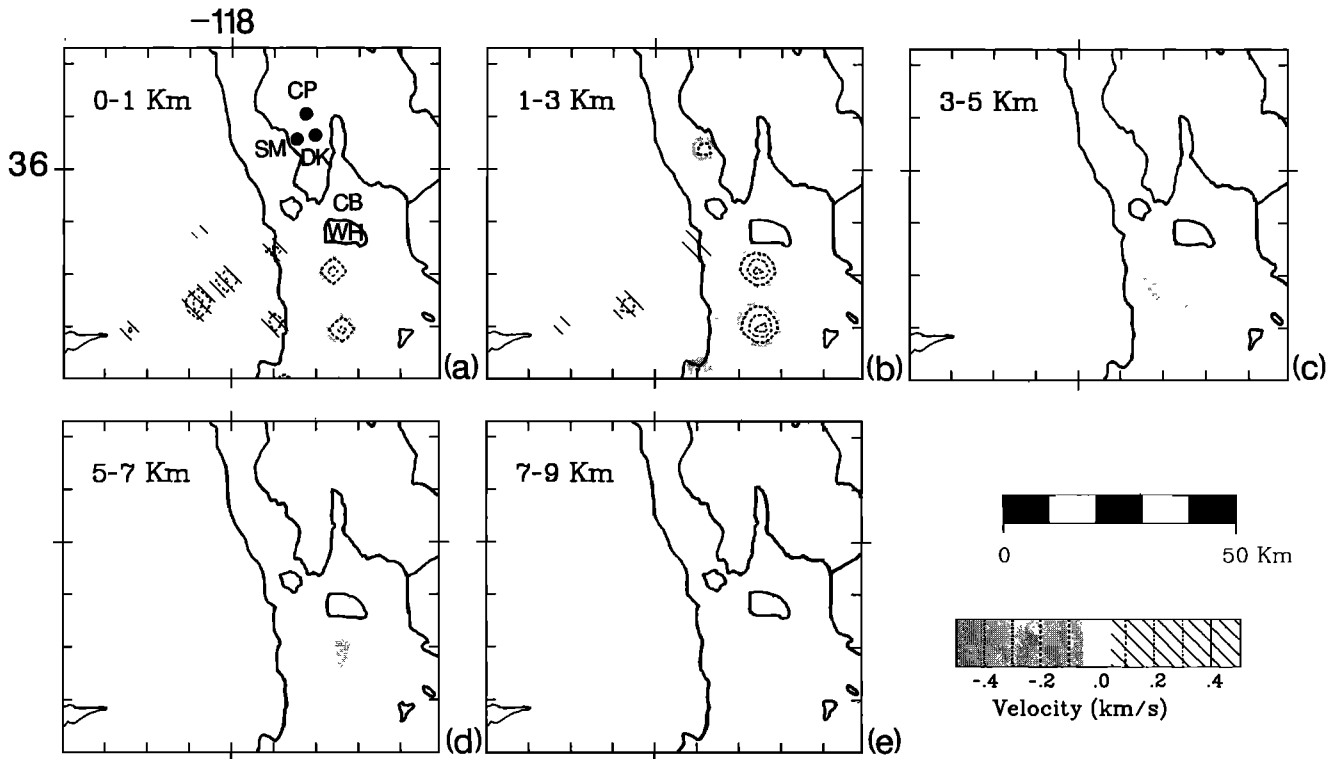 -118
36
0-1 Km
CP
SM
DK
CB
WH
(a)
1-3 Km
(b)
3-5 Km
(c)
5-7 Km
(d)
7-9 Km
(e)
0 50 Km
-.4 -.2 .0 .2 .4
Velocity (km/s)